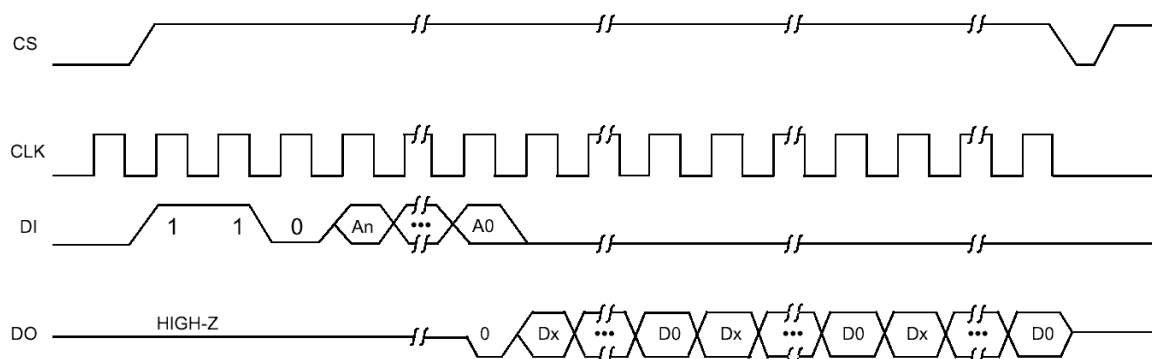 CS
CLK
DI 1 1 0 An ••• A0
DO HIGH-Z 0 Dx ••• D0 Dx ••• D0 Dx ••• D0